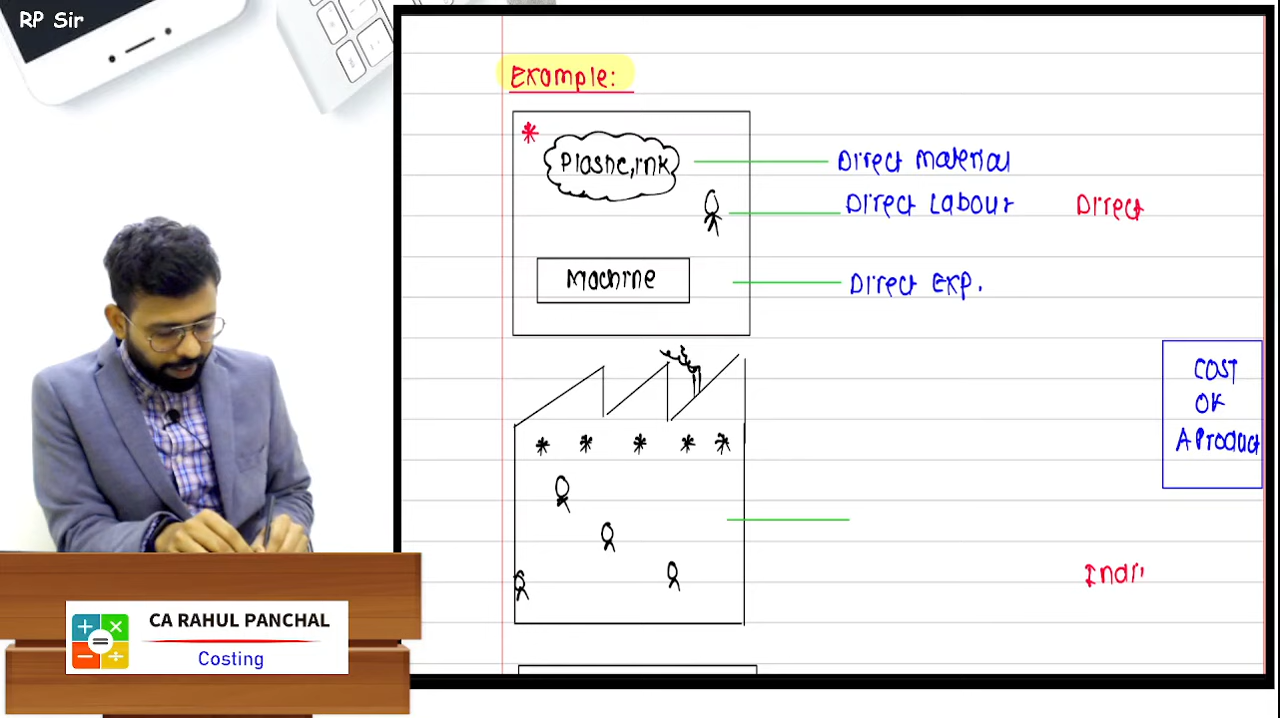 RP Sir
Example:
Plastic, ink
Direct Material
Direct Labour
Direct
Machine
Direct Exp.
COST
OF
A Product
Indi
CA RAHUL PANCHAL
Costing